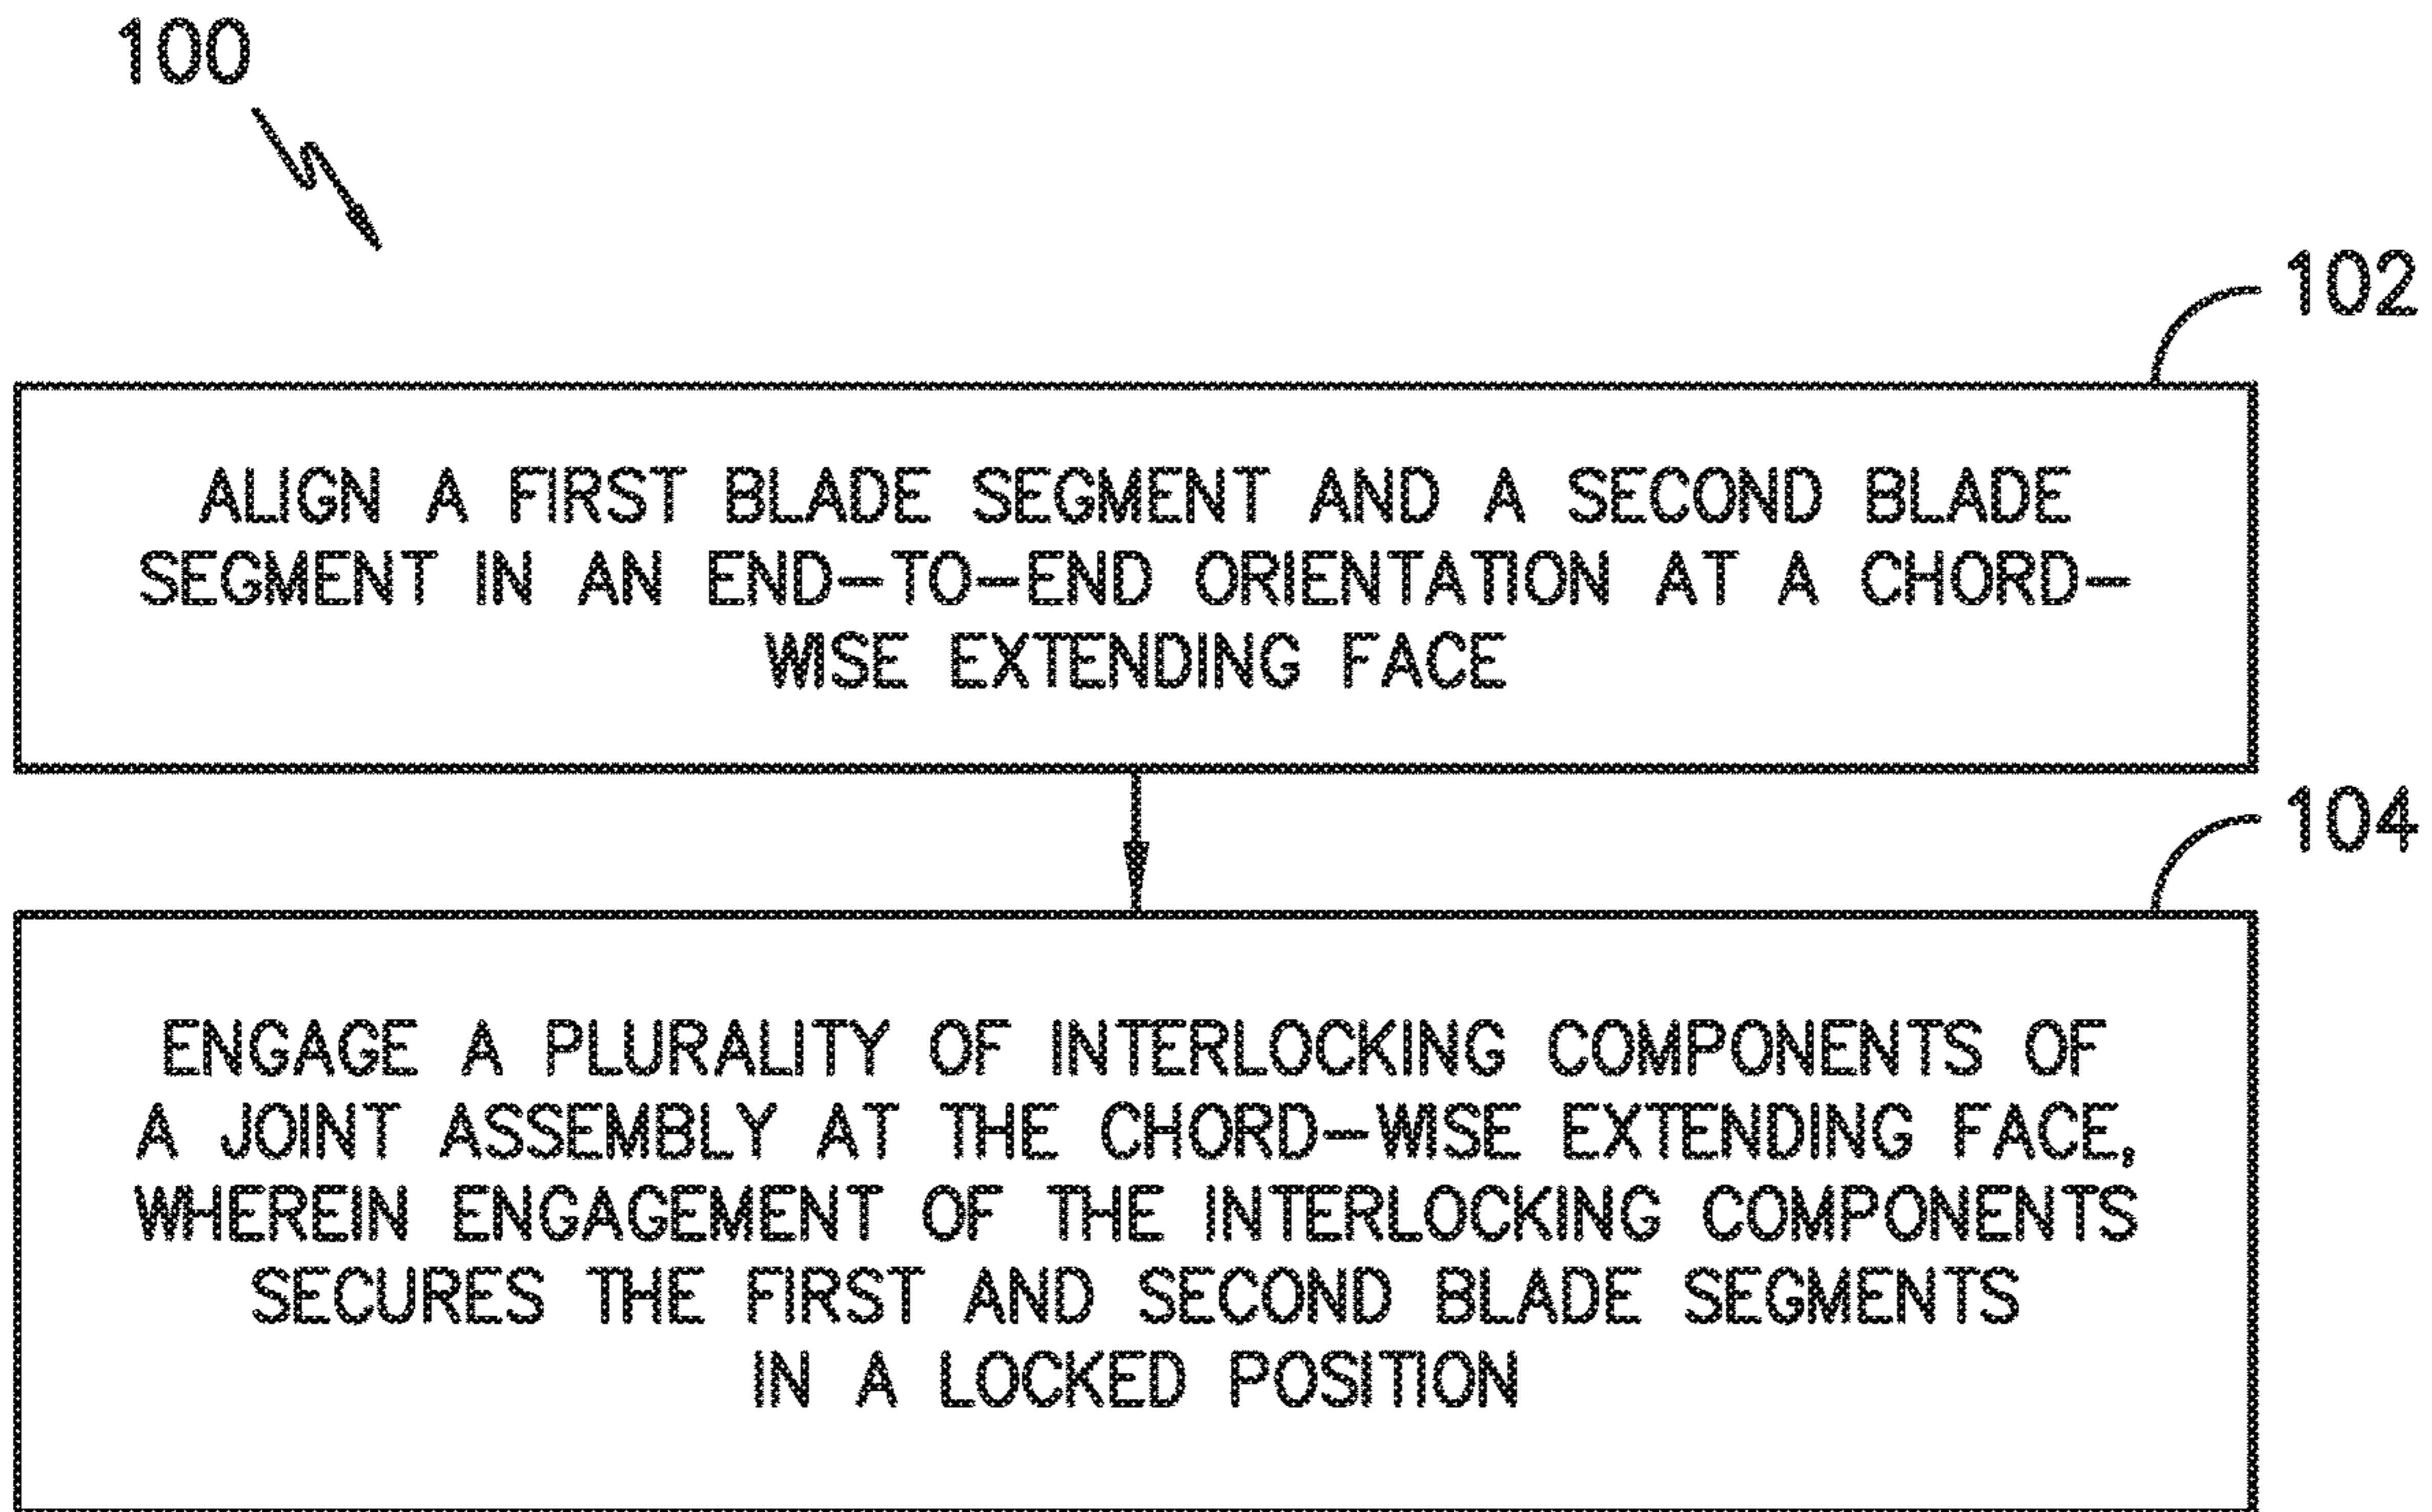 100
102
ALIGN A FIRST BLADE SEGMENT AND A SECOND BLADE
SEGMENT IN AN END-TO-END ORIENTATION AT A CHORD-
WISE EXTENDING FACE
104
ENGAGE A PLURALITY OF INTERLOCKING COMPONENTS OF
A JOINT ASSEMBLY AT THE CHORD-WISE EXTENDING FACE,
WHEREIN ENGAGEMENT OF THE INTERLOCKING COMPONENTS
SECURES THE FIRST AND SECOND BLADE SEGMENTS
IN A LOCKED POSITION